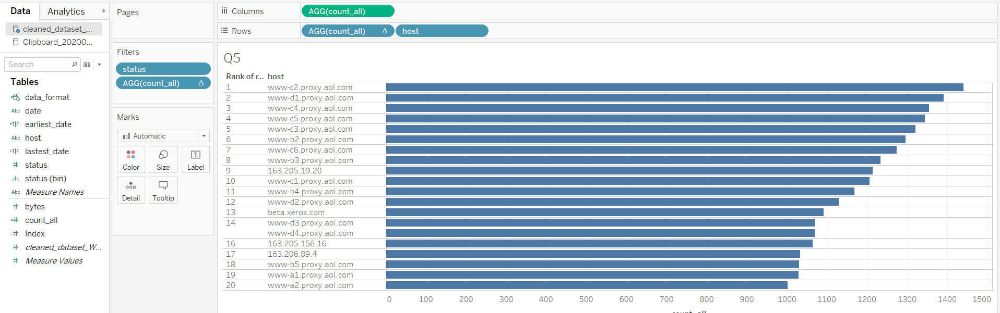 Data
Analytics
cleaned_dataset_...
Clipboard_20200...
Search
Tables
data_format
Abc date
=T|F earliest_date
Abc host
=T|F lastest_date
# status
status (bin)
Abc Measure Names
# bytes
=# count_all
=# Index
# cleaned_dataset_W...
# Measure Values
Pages
Filters
status
AGG(count_all) Δ
Marks
Automatic
Color
Size
T
Label
Detail
Tooltip
Columns
AGG(count_all)
Rows
AGG(count_all) Δ
host
Q5
Rank of c.. host
1 www-c2.proxy.aol.com
2 www-d1.proxy.aol.com
3 www-c4.proxy.aol.com
4 www-c5.proxy.aol.com
5 www-c3.proxy.aol.com
6 www-b2.proxy.aol.com
7 www-c6.proxy.aol.com
8 www-b3.proxy.aol.com
9 163.205.19.20
10 www-c1.proxy.aol.com
11 www-b4.proxy.aol.com
12 www-d2.proxy.aol.com
13 beta.xerox.com
14 www-d3.proxy.aol.com
www-d4.proxy.aol.com
16 163.205.156.16
17 163.206.89.4
18 www-b5.proxy.aol.com
19 www-a1.proxy.aol.com
20 www-a2.proxy.aol.com
0 100 200 300 400 500 600 700 800 900 1000 1100 1200 1300 1400 1500
count_all